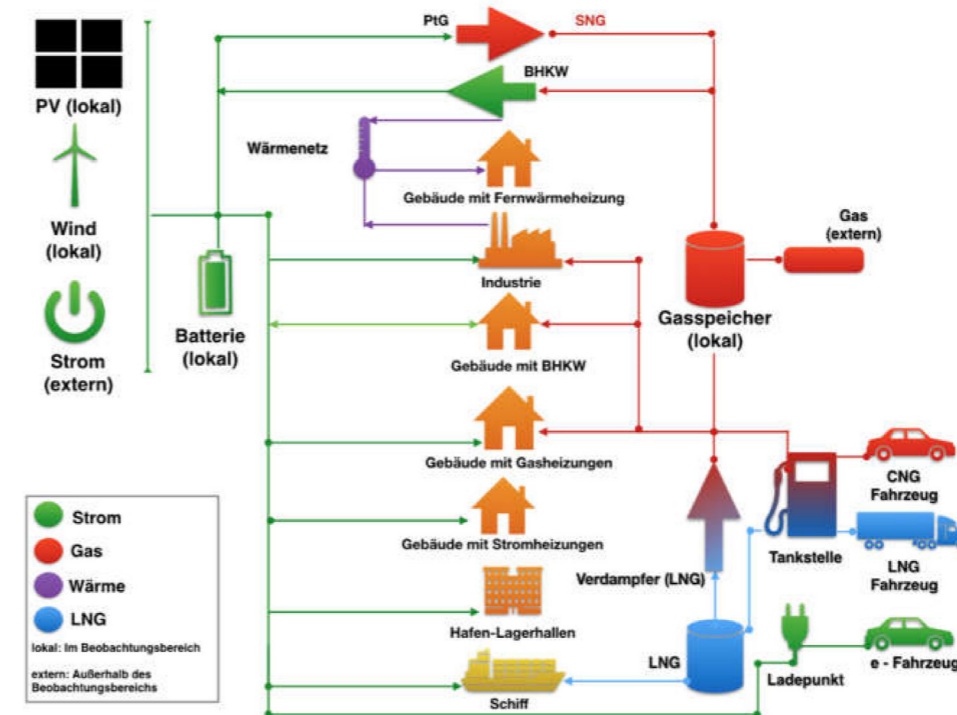 PtG
SNG
PV (lokal)
BHKW
Wärmenetz
Gebäude mit Fernwärmeheizung
Wind
(lokal)
Gas
(extern)
Industrie
Batterie
(lokal)
Gasspeicher
(lokal)
Strom
(extern)
Gebäude mit BHKW
Gebäude mit Gasheizungen
CNG
Fahrzeug
Strom
Gas
Wärme
LNG
lokal: Im Beobachtungsbereich
extern: Außerhalb des
Beobachtungsbereichs
Gebäude mit Stromheizungen
Verdampfer (LNG)
Tankstelle
LNG
Fahrzeug
Hafen-Lagerhallen
LNG
Schiff
Ladepunkt
e - Fahrzeug